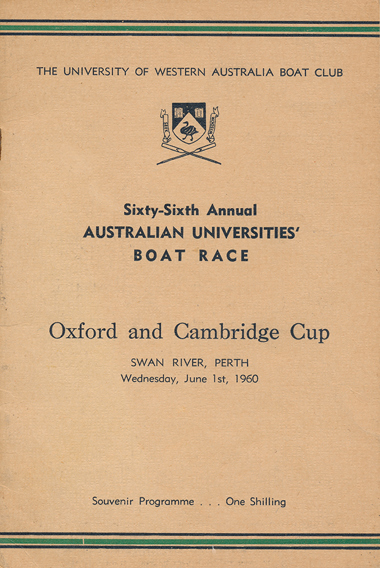 THE UNIVERSITY OF WESTERN AUSTRALIA BOAT CLUB
Sixty-Sixth Annual
AUSTRALIAN UNIVERSITIES'
BOAT RACE
Oxford and Cambridge Cup
SWAN RIVER, PERTH
Wednesday, June 1st, 1960
Souvenir Programme . . . One Shilling